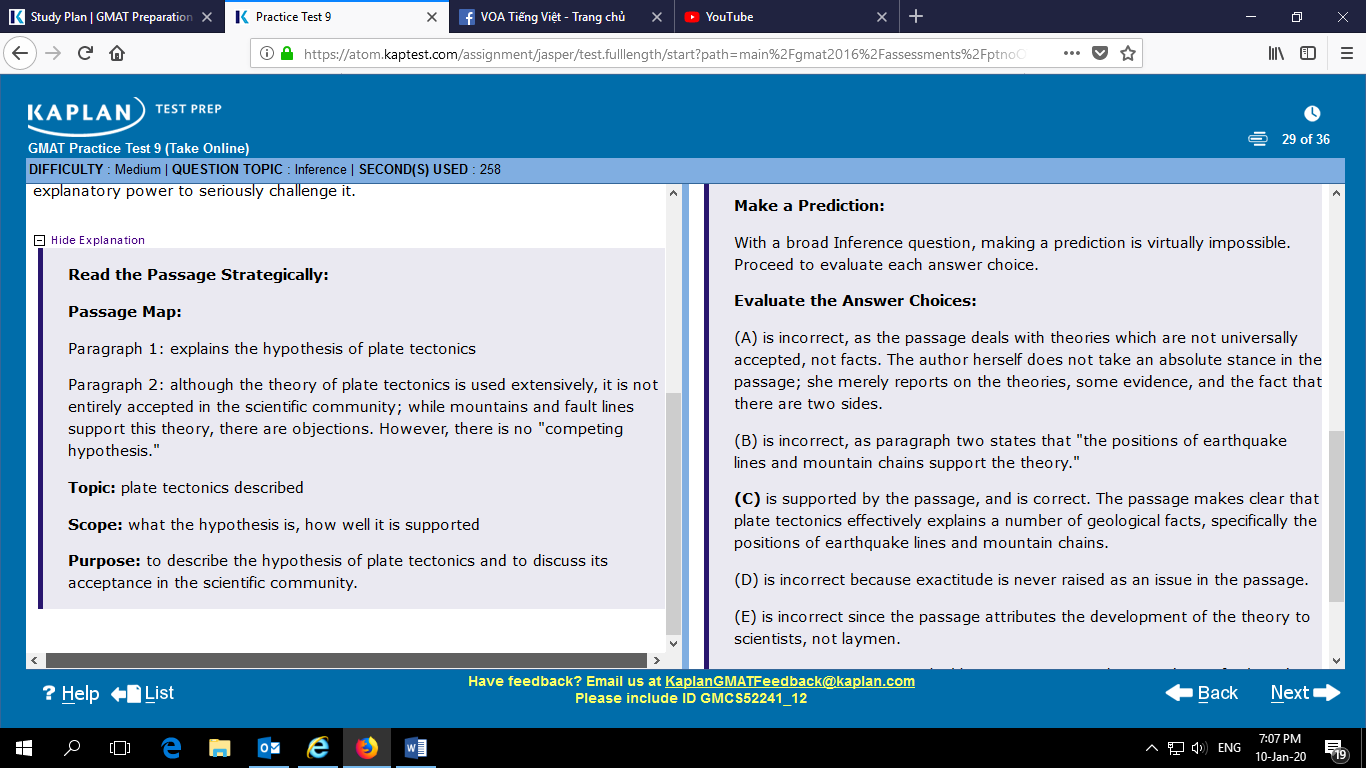 Study Plan | GMAT Preparation
Practice Test 9
VOA Tiếng Việt - Trang chủ
YouTube
https://atom.kaptest.com/assignment/jasper/test.fulllength/start?path=main%2Fgmat2016%2Fassessments%2Fptno
KAPLAN TEST PREP
GMAT Practice Test 9 (Take Online)
29 of 36
DIFFICULTY : Medium | QUESTION TOPIC : Inference | SECOND(S) USED : 258
explanatory power to seriously challenge it.
Hide Explanation
Read the Passage Strategically:
Passage Map:
Paragraph 1: explains the hypothesis of plate tectonics
Paragraph 2: although the theory of plate tectonics is used extensively, it is not
entirely accepted in the scientific community; while mountains and fault lines
support this theory, there are objections. However, there is no "competing
hypothesis."
Topic: plate tectonics described
Scope: what the hypothesis is, how well it is supported
Purpose: to describe the hypothesis of plate tectonics and to discuss its
acceptance in the scientific community.
Make a Prediction:
With a broad Inference question, making a prediction is virtually impossible.
Proceed to evaluate each answer choice.
Evaluate the Answer Choices:
(A) is incorrect, as the passage deals with theories which are not universally
accepted, not facts. The author herself does not take an absolute stance in the
passage; she merely reports on the theories, some evidence, and the fact that
there are two sides.
(B) is incorrect, as paragraph two states that "the positions of earthquake
lines and mountain chains support the theory."
(C) is supported by the passage, and is correct. The passage makes clear that
plate tectonics effectively explains a number of geological facts, specifically the
positions of earthquake lines and mountain chains.
(D) is incorrect because exactitude is never raised as an issue in the passage.
(E) is incorrect since the passage attributes the development of the theory to
scientists, not laymen.
? Help
List
Have feedback? Email us at KaplanGMATFeedback@kaplan.com
Please include ID GMCS52241_12
Back
Next
ENG
7:07 PM
10-Jan-20
19